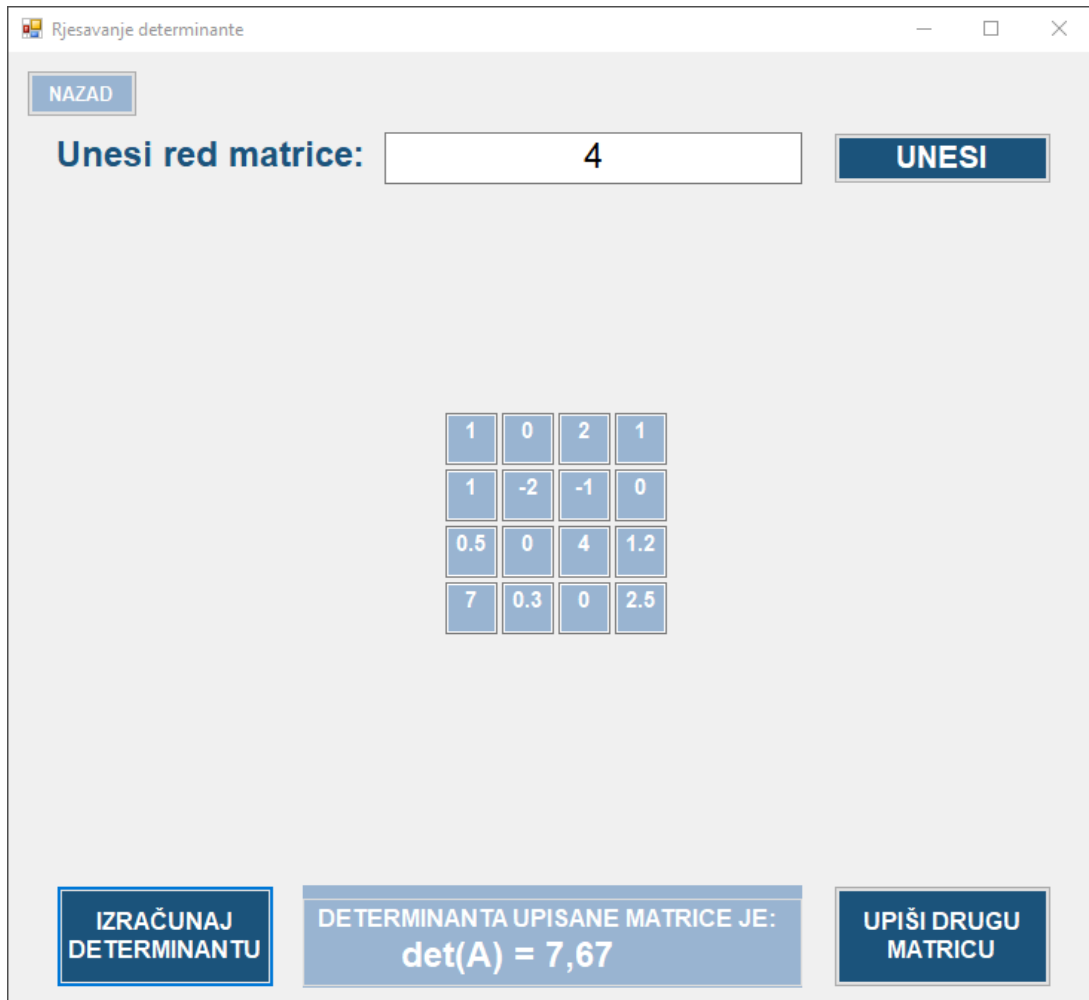 Rjesavanje determinante
NAZAD
Unesi red matrice: 4 UNESI
1 0 2 1
1 -2 -1 0
0.5 0 4 1.2
7 0.3 0 2.5
IZRAČUNAJ
DETERMINANTU
DETERMINANTA UPISANE MATRICE JE:
det(A) = 7,67
UPIŠI DRUGU
MATRICU